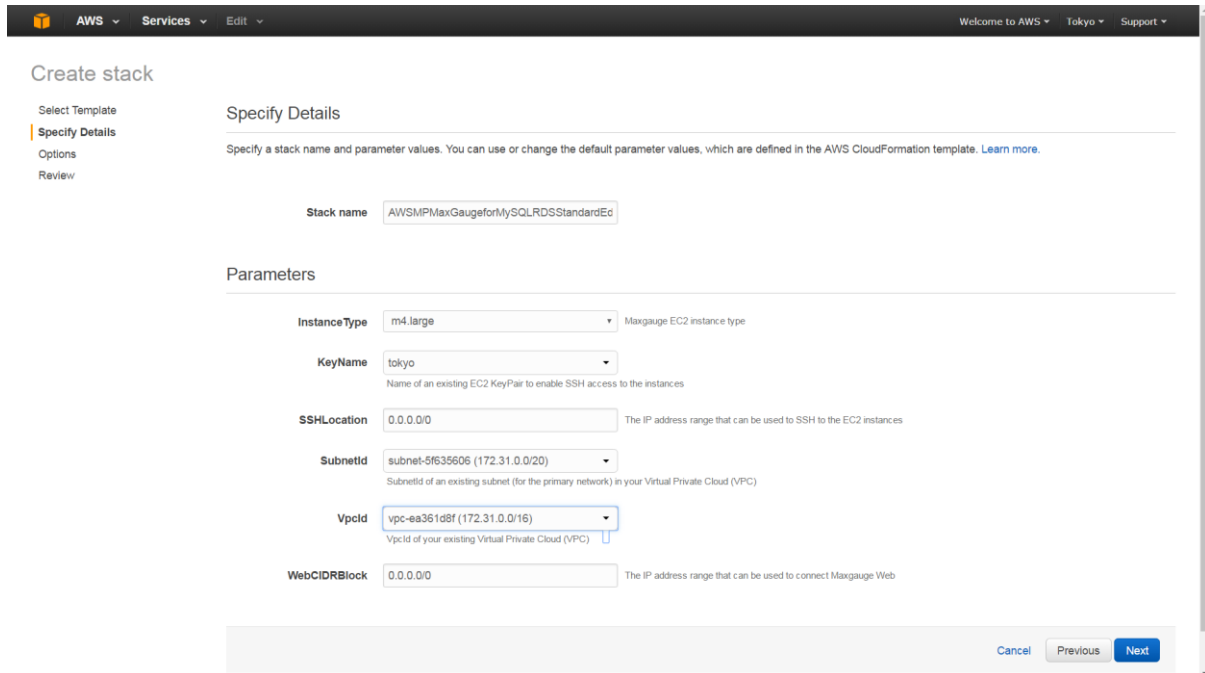 AWS Services Edit Welcome to AWS Tokyo Support
Create stack
Select Template
Specify Details
Options
Review
Specify Details
Specify a stack name and parameter values. You can use or change the default parameter values, which are defined in the AWS CloudFormation template. Learn more.
Stack name AWSMPMaxGaugeforMySQLRDSStandardEd
Parameters
InstanceType m4.large Maxgauge EC2 instance type
KeyName tokyo
Name of an existing EC2 KeyPair to enable SSH access to the instances
SSHLocation 0.0.0.0/0 The IP address range that can be used to SSH to the EC2 instances
SubnetId subnet-5f635606 (172.31.0.0/20)
SubnetId of an existing subnet (for the primary network) in your Virtual Private Cloud (VPC)
VpcId vpc-ea361d8f (172.31.0.0/16)
VpcId of your existing Virtual Private Cloud (VPC)
WebCIDRBlock 0.0.0.0/0 The IP address range that can be used to connect Maxgauge Web
Cancel Previous Next